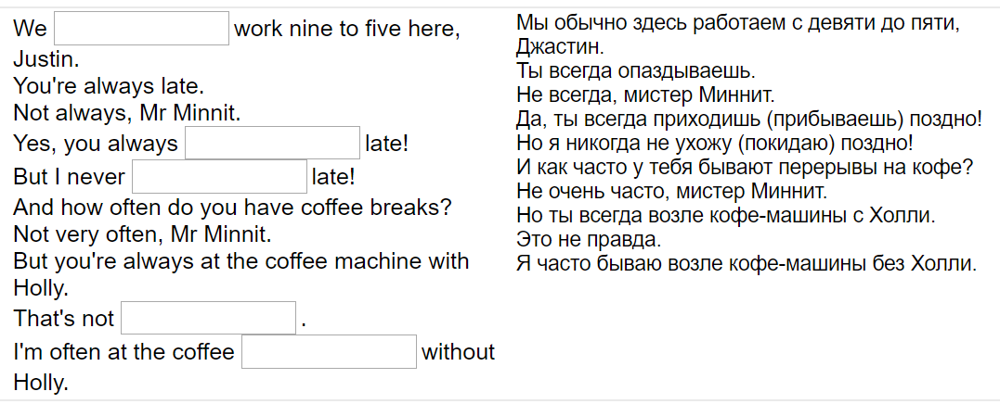 We work nine to five here,
Justin.
You're always late.
Not always, Mr Minnit.
Yes, you always late!
But I never late!
And how often do you have coffee breaks?
Not very often, Mr Minnit.
But you're always at the coffee machine with
Holly.
That's not .
I'm often at the coffee without
Holly.
Мы обычно здесь работаем с девяти до пяти,
Джастин.
Ты всегда опаздываешь.
Не всегда, мистер Миннит.
Да, ты всегда приходишь (прибываешь) поздно!
Но я никогда не ухожу (покидаю) поздно!
И как часто у тебя бывают перерывы на кофе?
Не очень часто, мистер Миннит.
Но ты всегда возле кофе-машины с Холли.
Это не правда.
Я часто бываю возле кофе-машины без Холли.